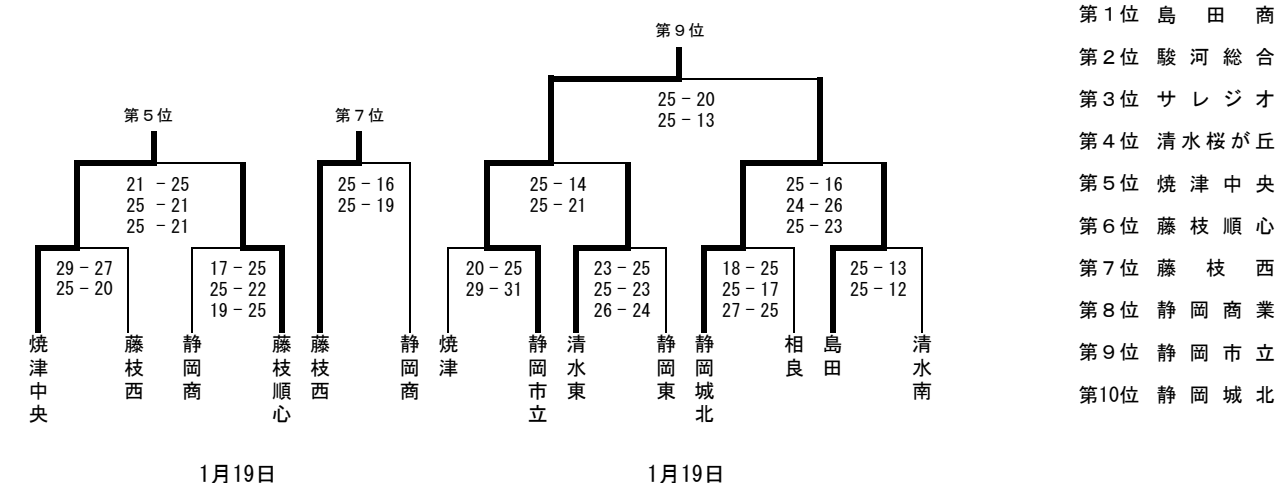 第９位
第５位
第７位
25 − 20
25 − 13
21 − 25
25 − 21
25 − 21
25 − 16
25 − 19
25 − 14
25 − 21
25 − 16
24 − 26
25 − 23
29 − 27
25 − 20
17 − 25
25 − 22
19 − 25
20 − 25
29 − 31
23 − 25
25 − 23
26 − 24
18 − 25
25 − 17
27 − 25
25 − 13
25 − 12
焼津中央
藤枝西
静岡商
藤枝順心
藤枝西
静岡商
焼津
静岡市立
清水東
静岡東
静岡城北
相良
島田
清水南
1月19日
1月19日
第１位 島田商
第２位 駿河総合
第３位 サレジオ
第４位 清水桜が丘
第５位 焼津中央
第６位 藤枝順心
第７位 藤枝西
第８位 静岡商業
第９位 静岡市立
第10位 静岡城北